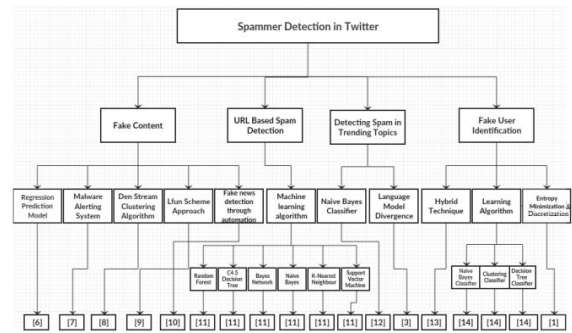 Spammer Detection in Twitter
Fake Content
URL Based Spam
Detection
Detecting Spam in
Trending Topics
Fake User
Identification
Regression
Prediction
Model
Malware
Alerting
System
Den Stream
Clustering
Algorithm
Lfun Scheme
Approach
Fake news
detection
through
automation
Machine
learning
algorithm
Naive Bayes
Classifier
Language
Model
Divergence
Hybrid
Technique
Learning
Algorithm
Entropy
Minimization &
Discretization
Random
Forest
C4.5
Decision
Tree
Bayes
Network
Naive
Bayes
K-Nearest
Neighbour
Support
Vector
Machine
Naive
Bayes
Classifier
Clustering
Classifier
Decision
Tree
Classifier
[6] [7] [8] [9] [10] [11] [11] [11] [11] [11] [11] [12] [3] [13] [14] [14] [14] [1]